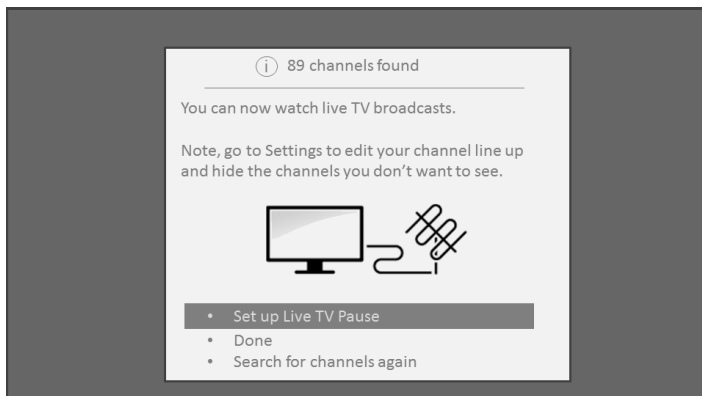 89 channels found
You can now watch live TV broadcasts.
Note, go to Settings to edit your channel line up
and hide the channels you don’t want to see.
• Set up Live TV Pause
• Done
• Search for channels again